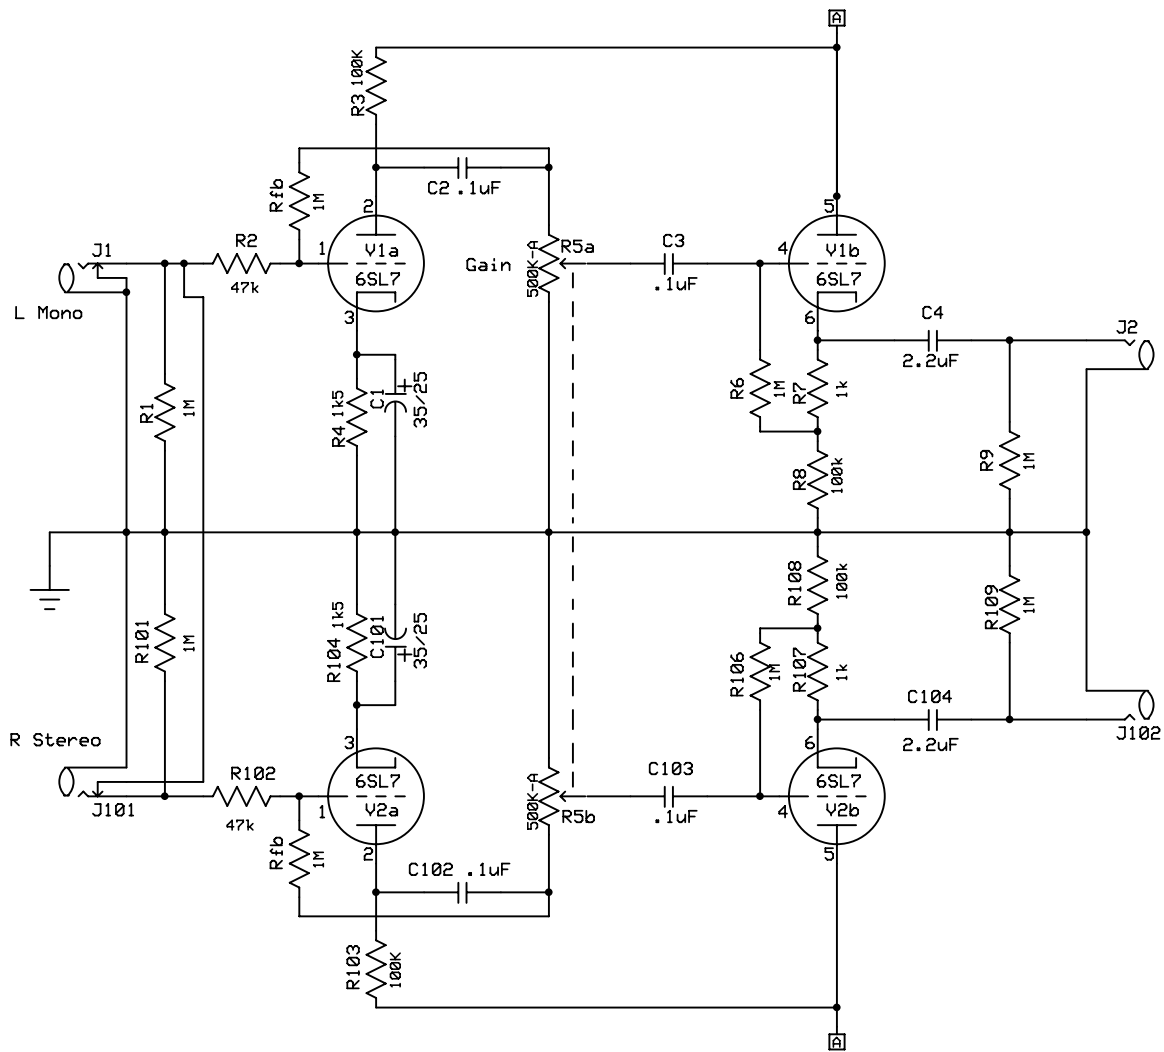 A
R3 100K
Rfb 1M
C2 .1uF
2
1
V1a
6SL7
3
J1
L Mono
R2
47k
Gain
500K-A
R5a
C3
.1uF
5
4
V1b
6SL7
6
C4
2.2uF
J2
R1 1M
R4 1k5
C1
35/25
R6 1M
R7 1k
R8 100k
R9 1M
R101 1M
R104 1k5
C101
35/25
R108 100k
R109 1M
R106 1M
R107 1k
C104
2.2uF
J102
R Stereo
J101
R102
47k
3
6SL7
1
V2a
2
500K-A
R5b
C103
.1uF
6
6SL7
4
V2b
5
Rfb 1M
C102 .1uF
R103 100K
A